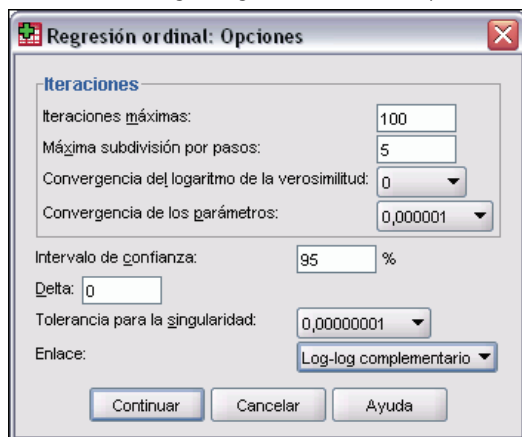 Regresión ordinal: Opciones
Iteraciones
Iteraciones máximas: 100
Máxima subdivisión por pasos: 5
Convergencia del logaritmo de la verosimilitud: 0
Convergencia de los parámetros: 0,000001
Intervalo de confianza: 95 %
Delta: 0
Tolerancia para la singularidad: 0,00000001
Enlace: Log-log complementario
Continuar Cancelar Ayuda